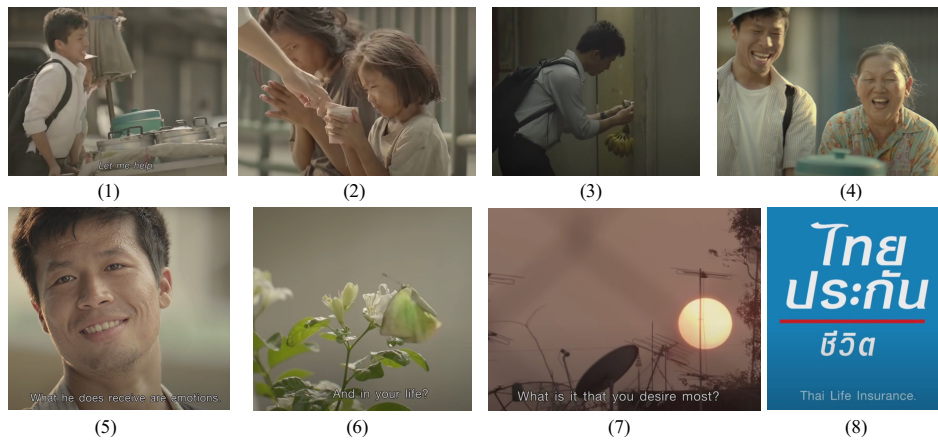 Let me help.
(1)
(2)
(3)
(4)
What he does receive are emotions.
And in your life?
What is it that you desire most?
ไทย
ประกัน
ชีวิต
Thai Life Insurance.
(5)
(6)
(7)
(8)